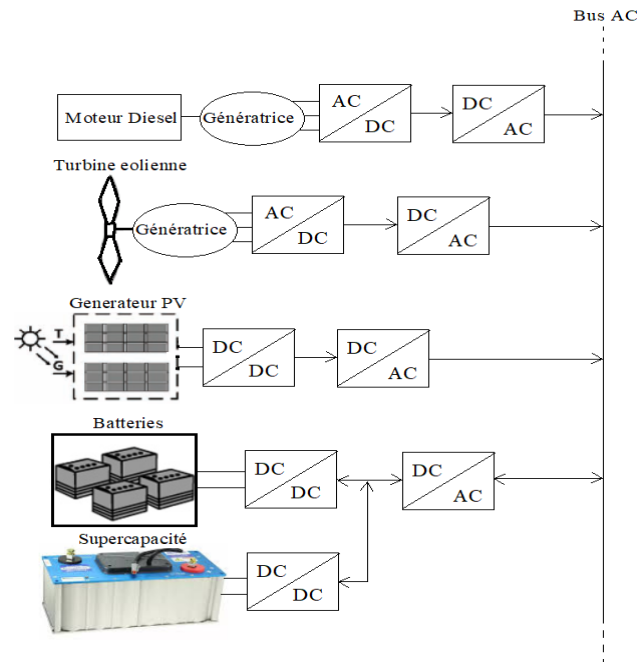 Bus AC
Moteur Diesel
Génératrice
AC
DC
DC
AC
Turbine eolienne
Génératrice
AC
DC
DC
AC
Generateur PV
T
G
DC
DC
DC
AC
Batteries
DC
DC
DC
AC
Supercapacité
DC
DC